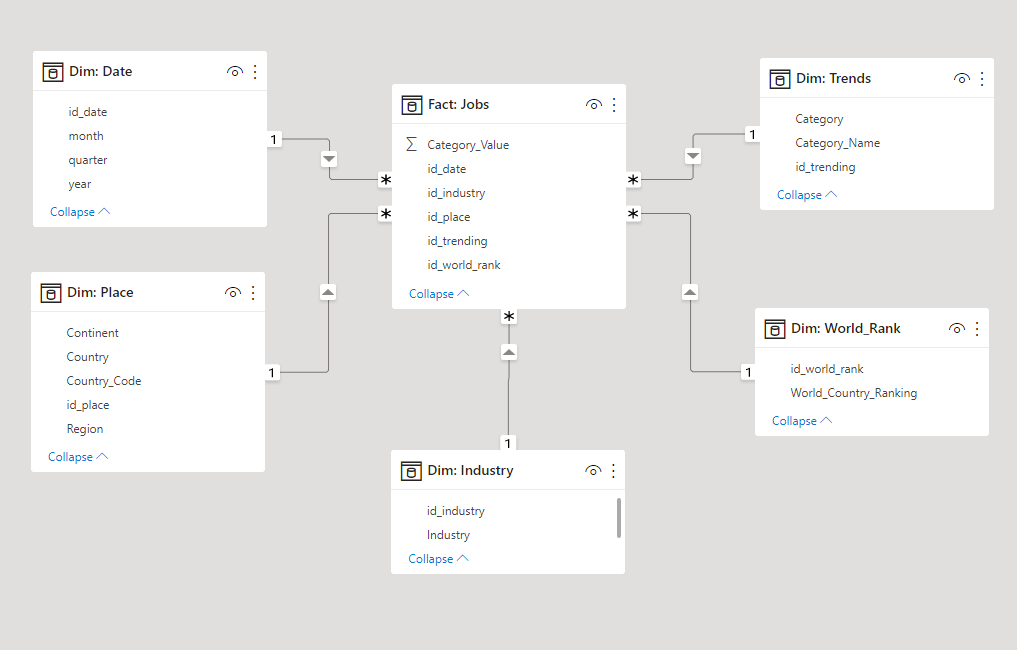 Dim: Date
id_date
month
quarter
year
Collapse
1
*
Fact: Jobs
Category_Value
id_date
id_industry
id_place
id_trending
id_world_rank
Collapse
Dim: Trends
Category
Category_Name
id_trending
Collapse
1
*
Dim: Place
Continent
Country
Country_Code
id_place
Region
Collapse
1
*
Dim: World_Rank
id_world_rank
World_Country_Ranking
Collapse
1
*
*
1
Dim: Industry
id_industry
Industry
Collapse